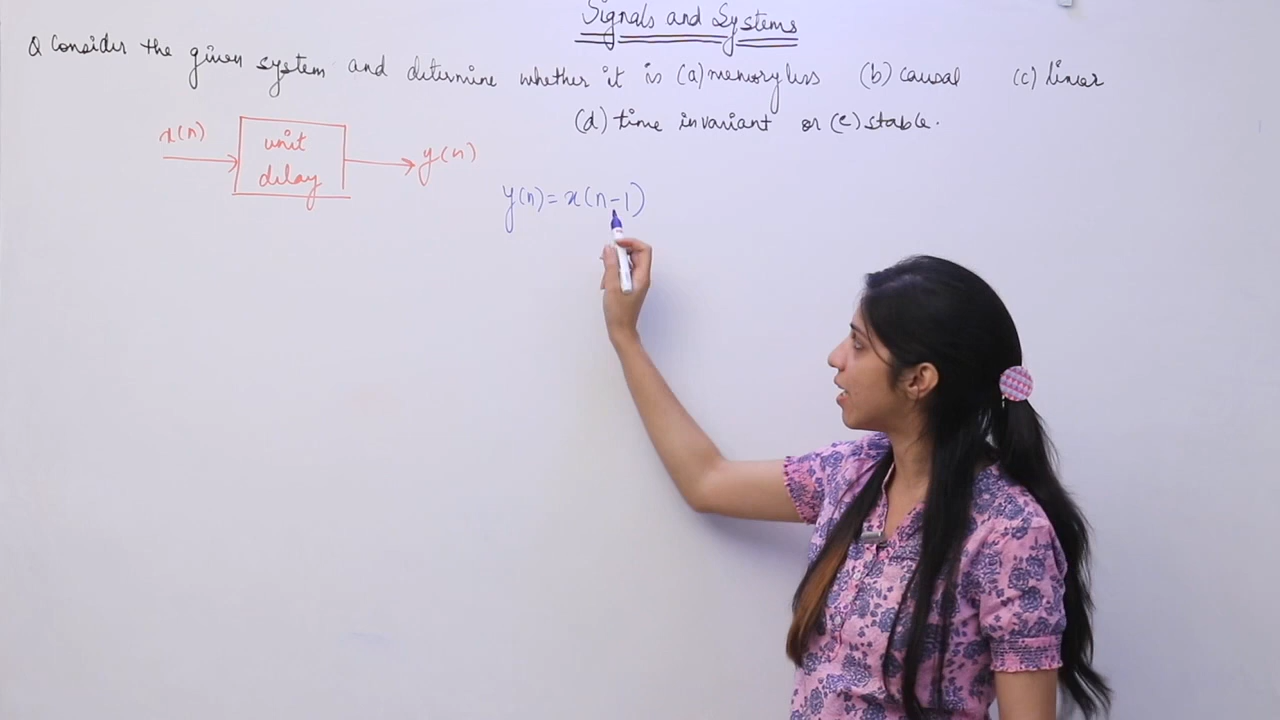 Signals and Systems
Q Consider the given system and determine whether it is (a) memoryless (b) causal (c) linear
(d) time invariant or (e) stable.
x(n)
unit
delay
y(n)
y(n) = x(n-1)